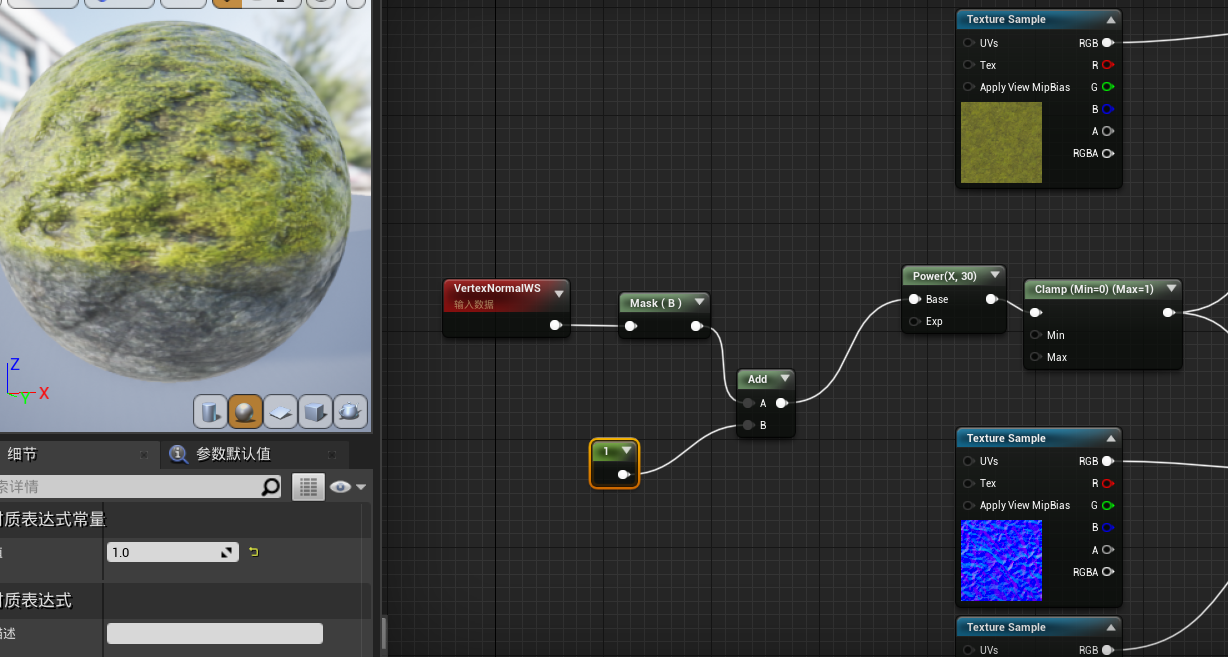 Texture Sample
UVs
RGB
Tex
R
Apply View MipBias
G
B
A
RGBA
VertexNormalWS
输入数据
Mask ( B )
Power(X, 30)
Base
Exp
Clamp (Min=0) (Max=1)
Min
Max
Add
A
B
1
Z
X
Y
细节
参数默认值
索详情
质表达式常量
1.0
质表达式
描述
Texture Sample
UVs
RGB
Tex
R
Apply View MipBias
G
B
A
RGBA
Texture Sample
UVs
RGB